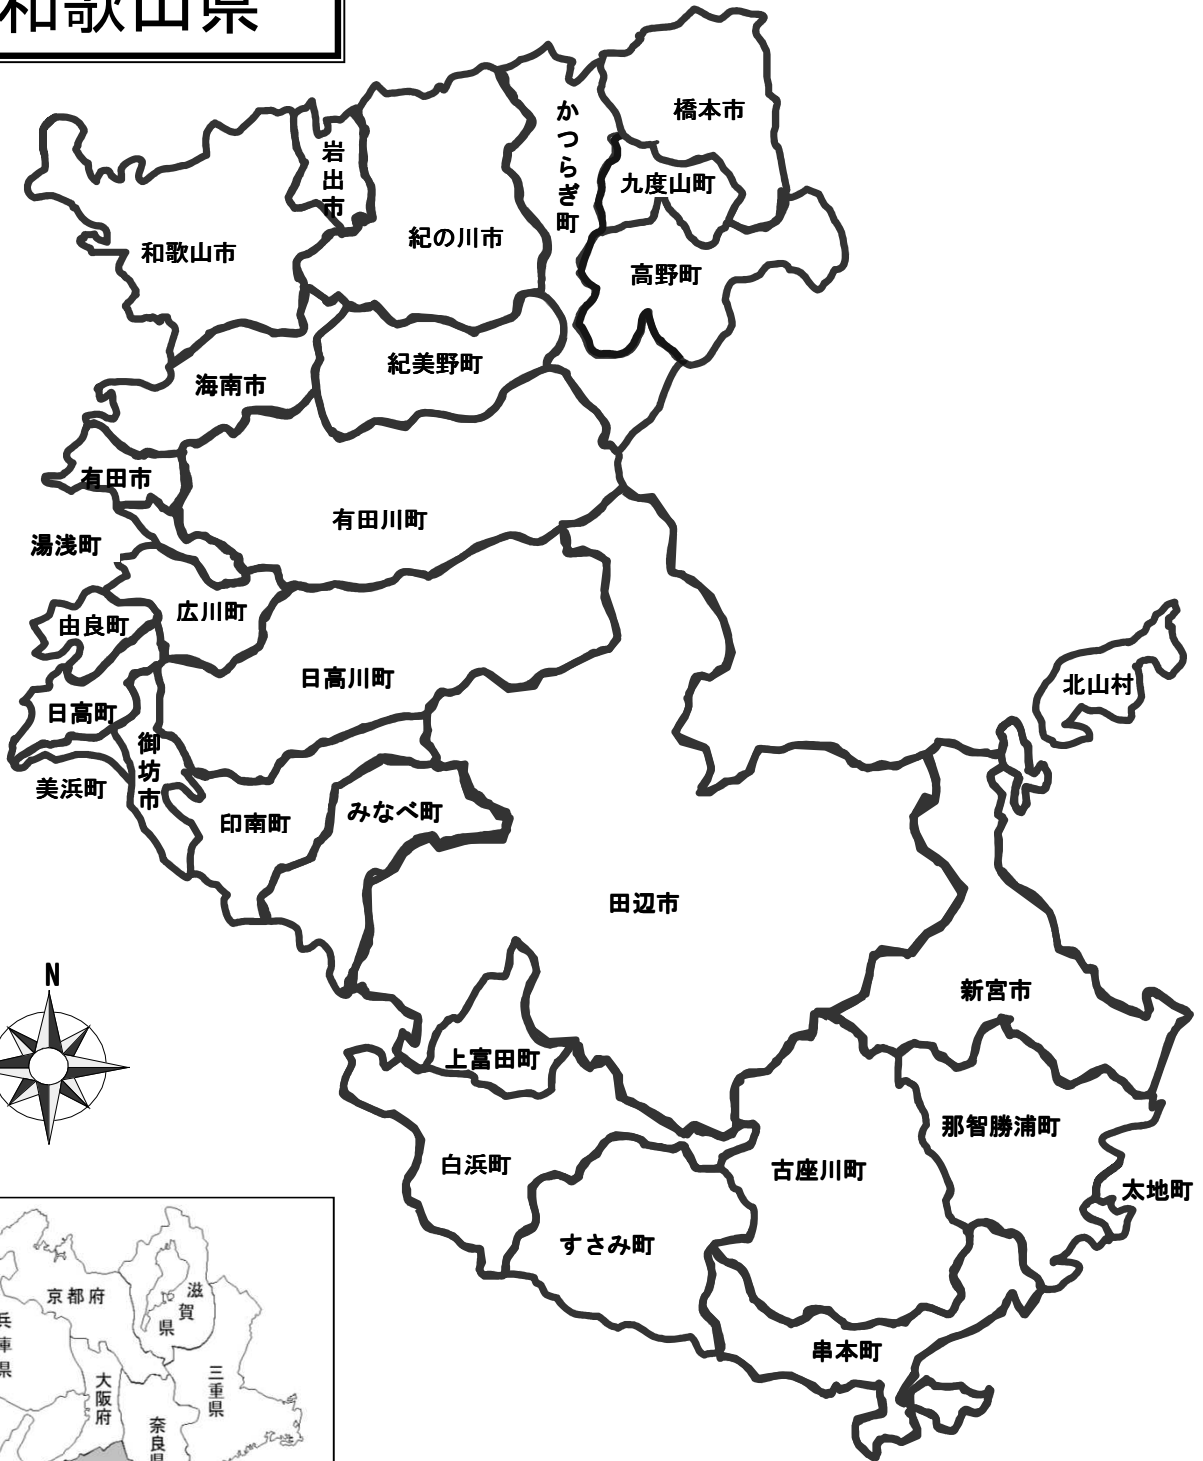 和歌山県
橋本市
かつらぎ町
岩出市
九度山町
紀の川市
和歌山市
高野町
紀美野町
海南市
有田市
有田川町
湯浅町
広川町
由良町
日高川町
北山村
日高町
御坊市
美浜町
みなべ町
印南町
田辺市
N
新宮市
上富田町
那智勝浦町
白浜町
古座川町
太地町
すさみ町
串本町
京都府
滋賀県
兵庫県
大阪府
三重県
奈良県